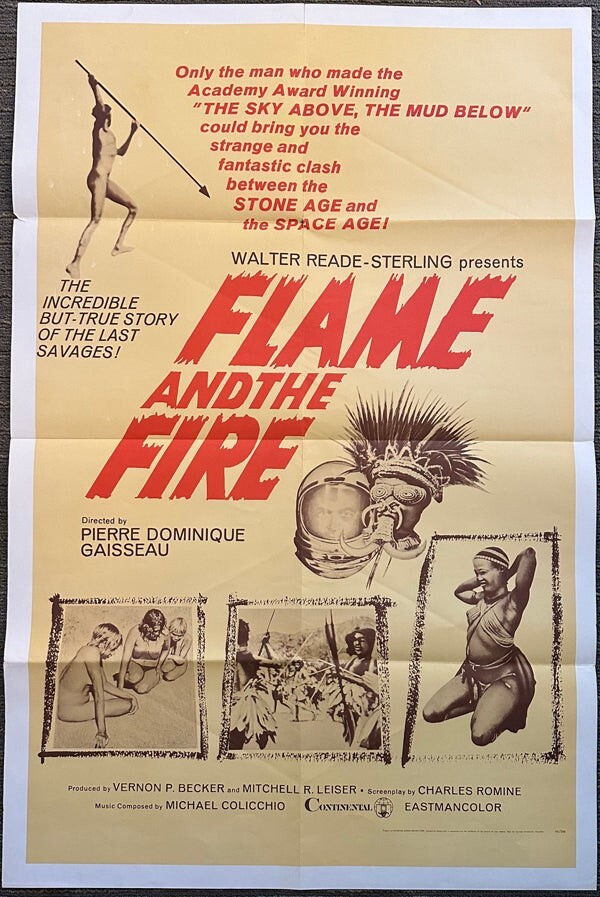 Only the man who made the
Academy Award Winning
"THE SKY ABOVE, THE MUD BELOW"
could bring you the
strange and
fantastic clash
between the
STONE AGE and
the SPACE AGE!
WALTER READE-STERLING presents
THE
INCREDIBLE
BUT-TRUE STORY
OF THE LAST
SAVAGES!
FLAME
AND THE
FIRE
Directed by
PIERRE DOMINIQUE
GAISSEAU
Produced by VERNON P. BECKER and MITCHELL R. LEISER • Screenplay by CHARLES ROMINE
Music Composed by MICHAEL COLICCHIO CONTINENTAL EASTMANCOLOR